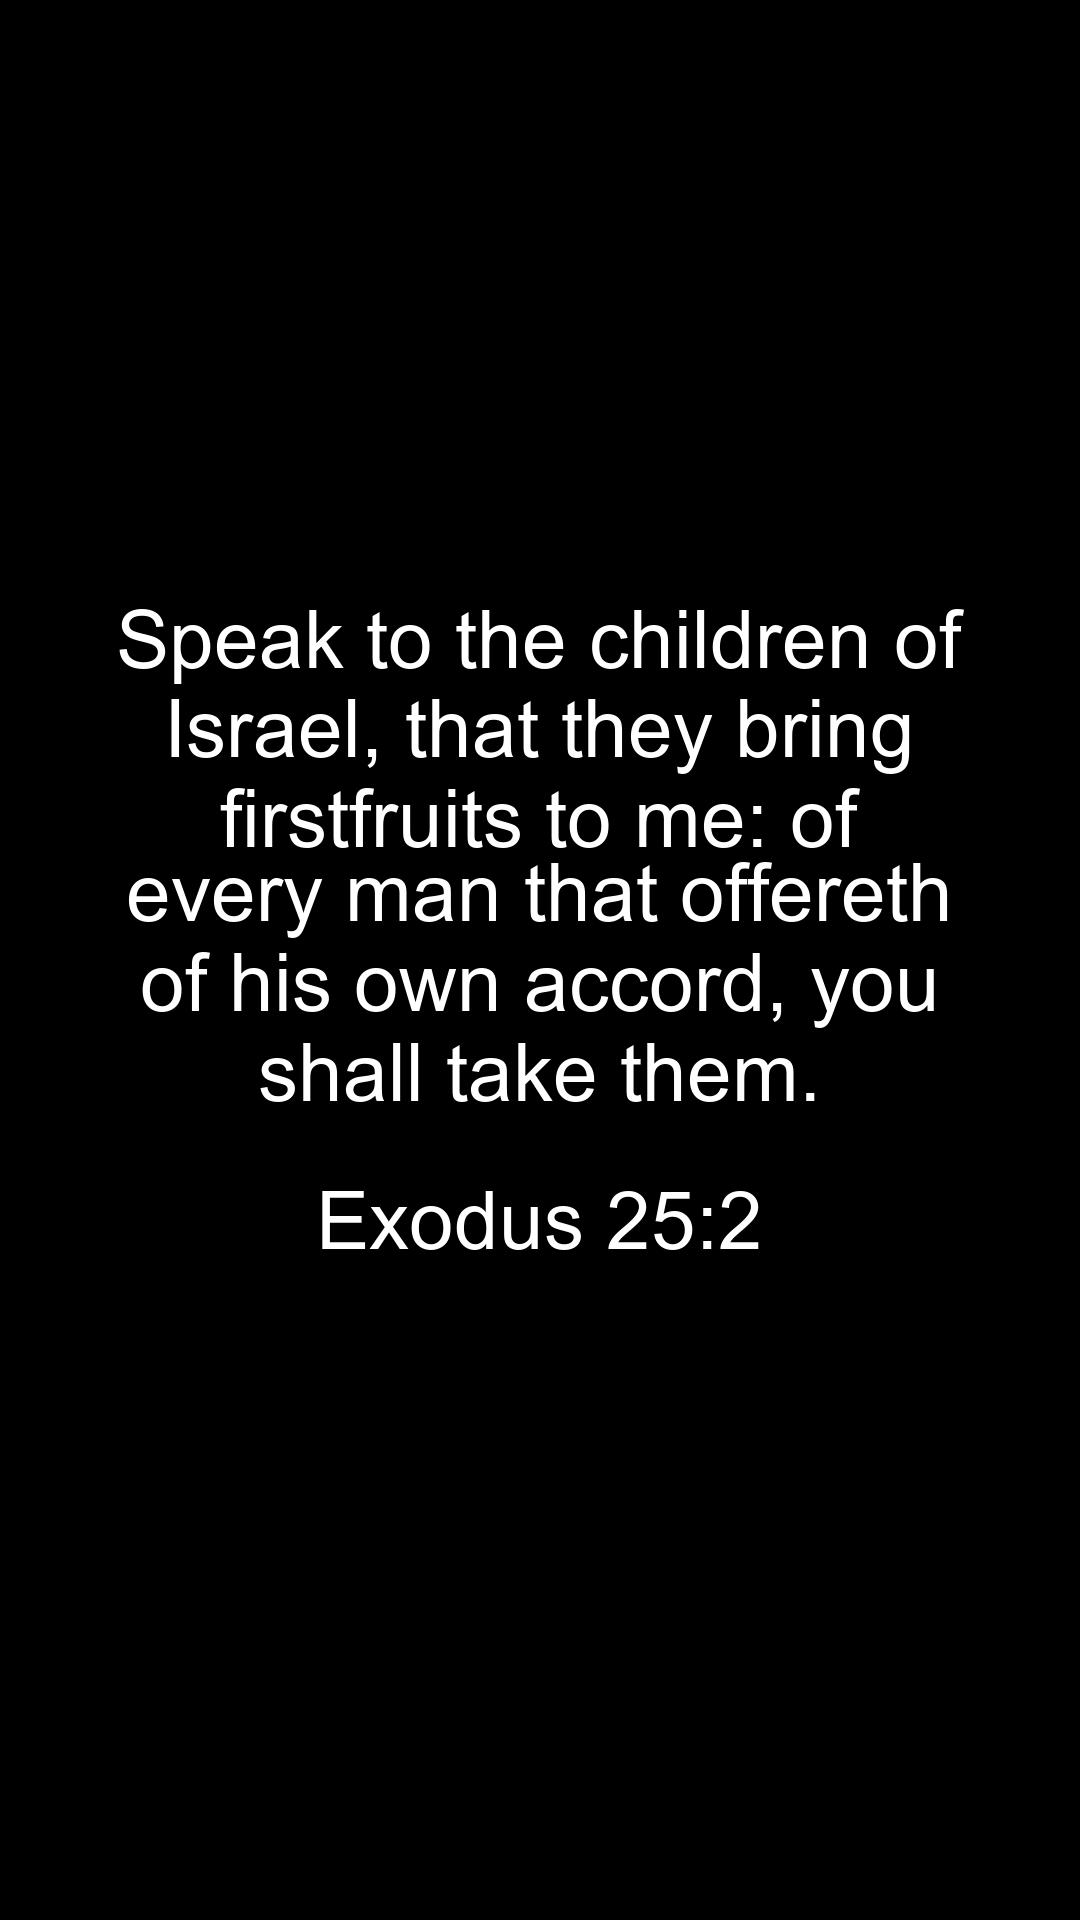 Speak to the children of
Israel, that they bring
firstfruits to me: of
every man that offereth
of his own accord, you
shall take them.
Exodus 25:2